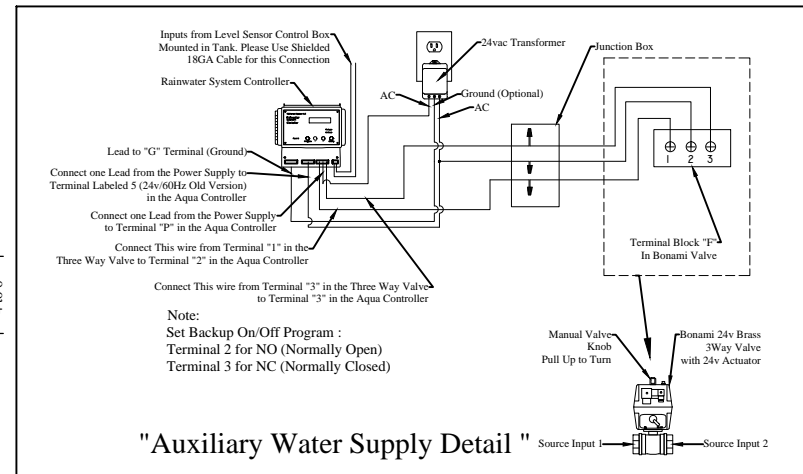 Inputs from Level Sensor Control Box
Mounted in Tank. Please Use Shielded
18GA Cable for this Connection
Rainwater System Controller
24vac Transformer
Junction Box
AC
Ground (Optional)
AC
Lead to "G" Terminal (Ground)
Connect one Lead from the Power Supply to
Terminal Labeled 5 (24v/60Hz Old Version)
in the Aqua Controller
Connect one Lead from the Power Supply
to Terminal "P" in the Aqua Controller
Connect This wire from Terminal "1" in the
Three Way Valve to Terminal "2" in the Aqua Controller
Connect This wire from Terminal "3" in the Three Way Valve
to Terminal "3" in the Aqua Controller
1 2 3
Terminal Block "F"
In Bonami Valve
Note:
Set Backup On/Off Program :
Terminal 2 for NO (Normally Open)
Terminal 3 for NC (Normally Closed)
Manual Valve
Knob
Pull Up to Turn
Bonami 24v Brass
3Way Valve
with 24v Actuator
"Auxiliary Water Supply Detail "
Source Input 1
Source Input 2